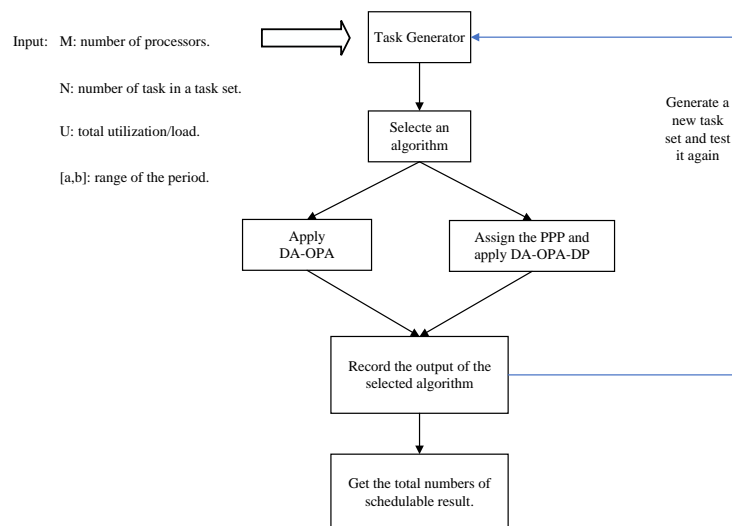 Input: M: number of processors.
Task Generator
N: number of task in a task set.
U: total utilization/load.
[a,b]: range of the period.
Generate a
new task
set and test
it again
Selecte an
algorithm
Apply
DA-OPA
Assign the PPP and
apply DA-OPA-DP
Record the output of the
selected algorithm
Get the total numbers of
schedulable result.